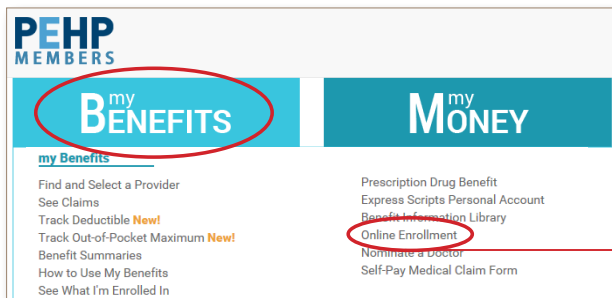 PEHP
MEMBERS
my
BENEFITS
my
MONEY
my Benefits
Find and Select a Provider
See Claims
Track Deductible New!
Track Out-of-Pocket Maximum New!
Benefit Summaries
How to Use My Benefits
See What I'm Enrolled In
Prescription Drug Benefit
Express Scripts Personal Account
Benefit Information Library
Online Enrollment
Nominate a Doctor
Self-Pay Medical Claim Form